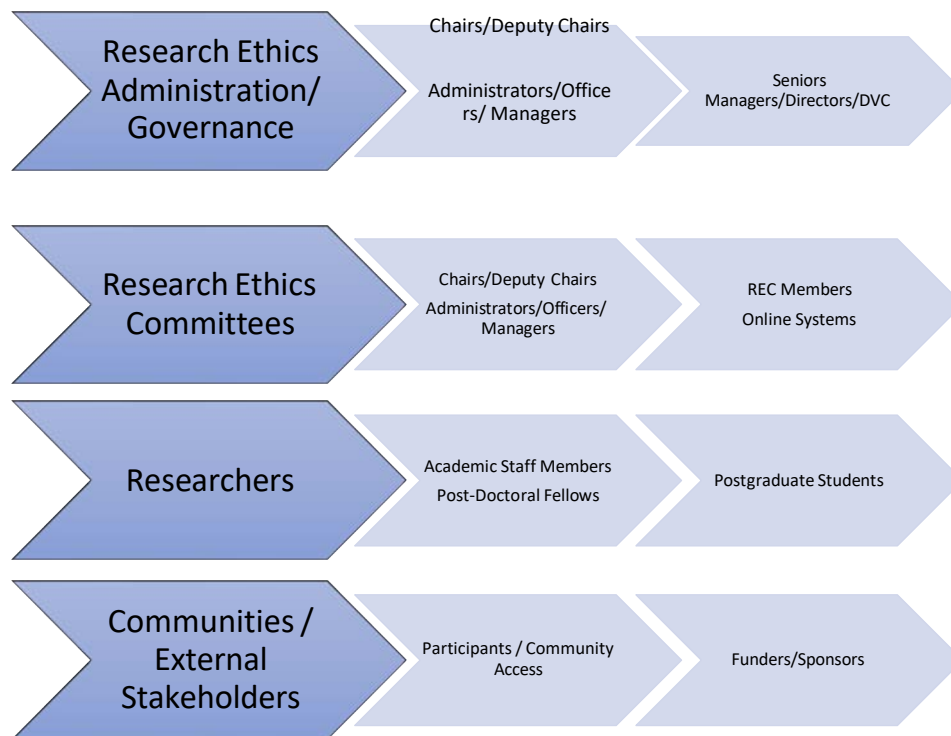 Research Ethics
Administration/
Governance
Chairs/Deputy Chairs
Administrators/Office
rs/ Managers
Seniors
Managers/Directors/DVC
Research Ethics
Committees
Chairs/Deputy Chairs
Administrators/Officers/
Managers
REC Members
Online Systems
Researchers
Academic Staff Members
Post-Doctoral Fellows
Postgraduate Students
Communities /
External
Stakeholders
Participants / Community
Access
Funders/Sponsors